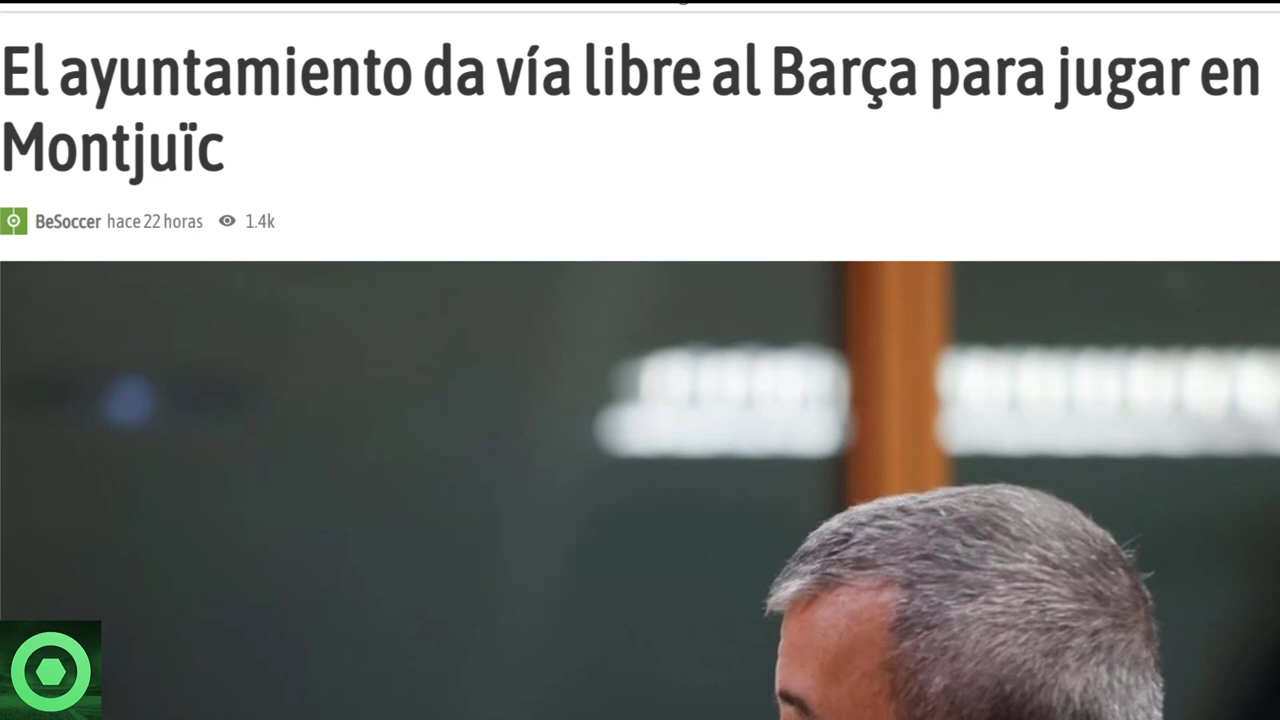 El ayuntamiento da vía libre al Barça para jugar en
Montjuïc
BeSoccer hace 22 horas 1.4k